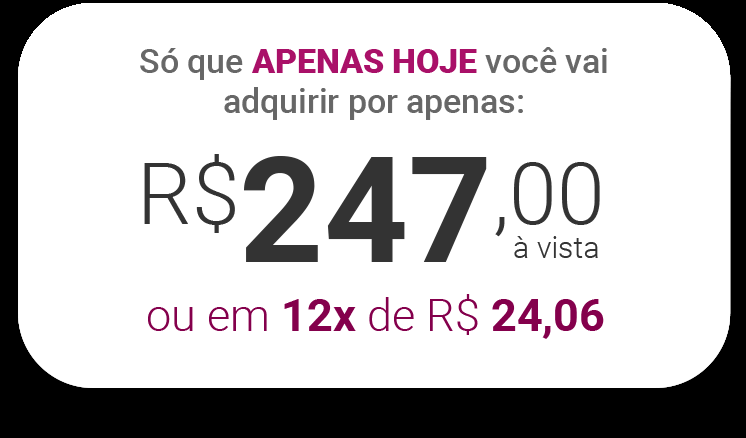 Só que APENAS HOJE você vai
adquirir por apenas:
R$247,00
à vista
ou em 12x de R$ 24,06